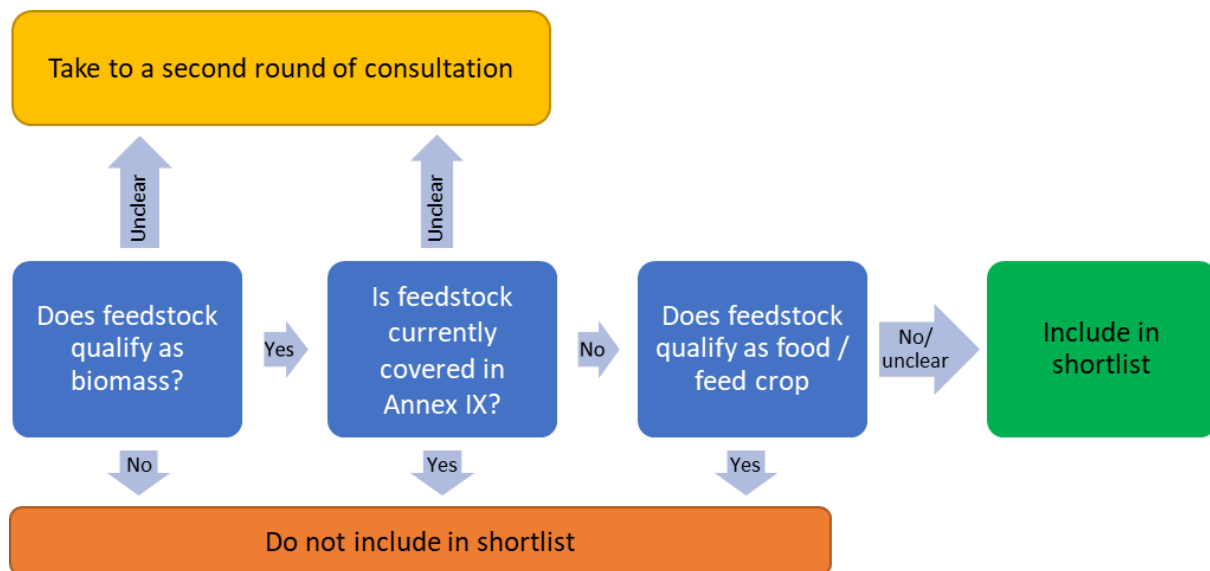 Take to a second round of consultation
Unclear
Unclear
Does feedstock
qualify as
biomass?
Yes
Is feedstock
currently
covered in
Annex IX?
No
Does feedstock
qualify as food /
feed crop
No/
unclear
Include in
shortlist
No
Yes
Yes
Do not include in shortlist